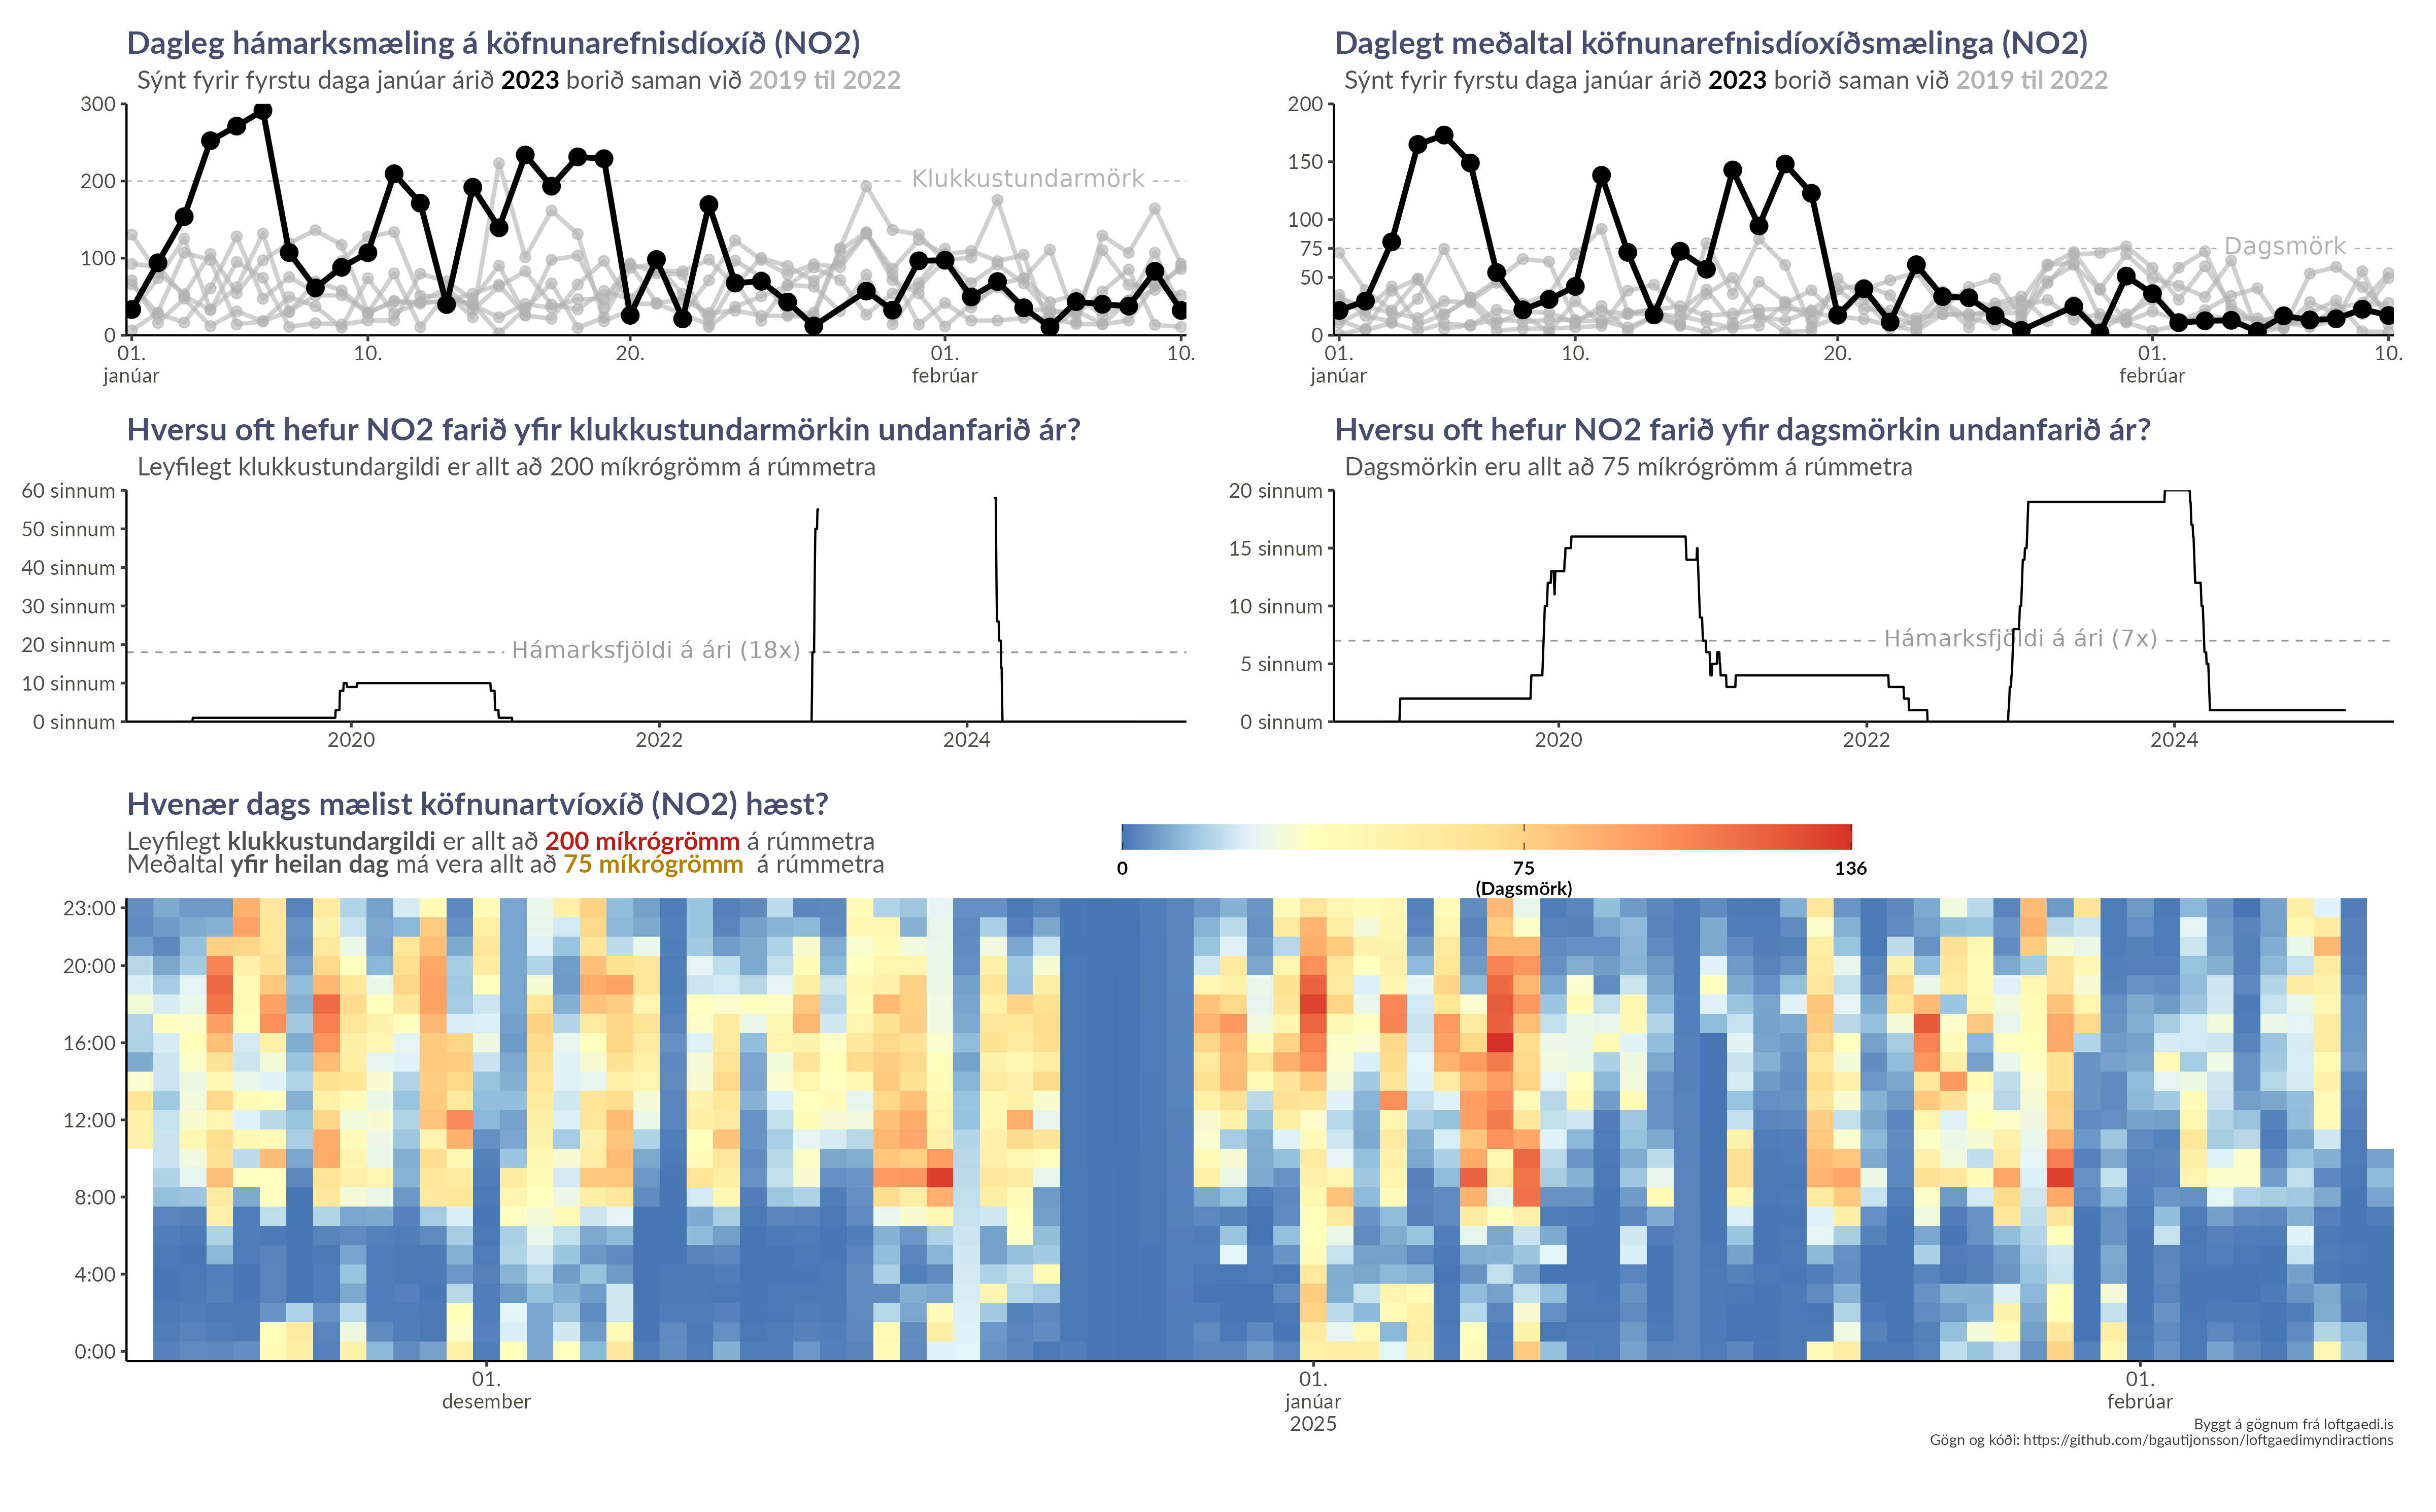 Dagleg hámarksmæling á köfnunarefnisdíoxíð (NO2)
Sýnt fyrir fyrstu daga janúar árið 2023 borið saman við 2019 til 2022
300
200
100
0
Klukkustundarmörk
01.
janúar
10.
20.
01.
febrúar
10.
Daglegt meðaltal köfnunarefnisdíoxíðsmælinga (NO2)
Sýnt fyrir fyrstu daga janúar árið 2023 borið saman við 2019 til 2022
200
150
100
75
50
0
Dagsmörk
01.
janúar
10.
20.
01.
febrúar
10.
Hversu oft hefur NO2 farið yfir klukkustundarmörkin undanfarið ár?
Leyfilegt klukkustundargildi er allt að 200 míkrógrömm á rúmmetra
60 sinnum
50 sinnum
40 sinnum
30 sinnum
20 sinnum
10 sinnum
0 sinnum
Hámarksfjöldi á ári (18x)
2020
2022
2024
Hversu oft hefur NO2 farið yfir dagsmörkin undanfarið ár?
Dagsmörkin eru allt að 75 míkrógrömm á rúmmetra
20 sinnum
15 sinnum
10 sinnum
5 sinnum
0 sinnum
Hámarksfjöldi á ári (7x)
2020
2022
2024
Hvenær dags mælist köfnunartvíoxíð (NO2) hæst?
Leyfilegt klukkustundargildi er allt að 200 míkrógrömm á rúmmetra
Meðaltal yfir heilan dag má vera allt að 75 míkrógrömm á rúmmetra
0
75
(Dagsmörk)
136
23:00
20:00
16:00
12:00
8:00
4:00
0:00
01.
desember
01.
janúar
2025
01.
febrúar
Byggt á gögnum frá loftgaedi.is
Gögn og kóði: https://github.com/bgautijonsson/loftgaedimyndiractions